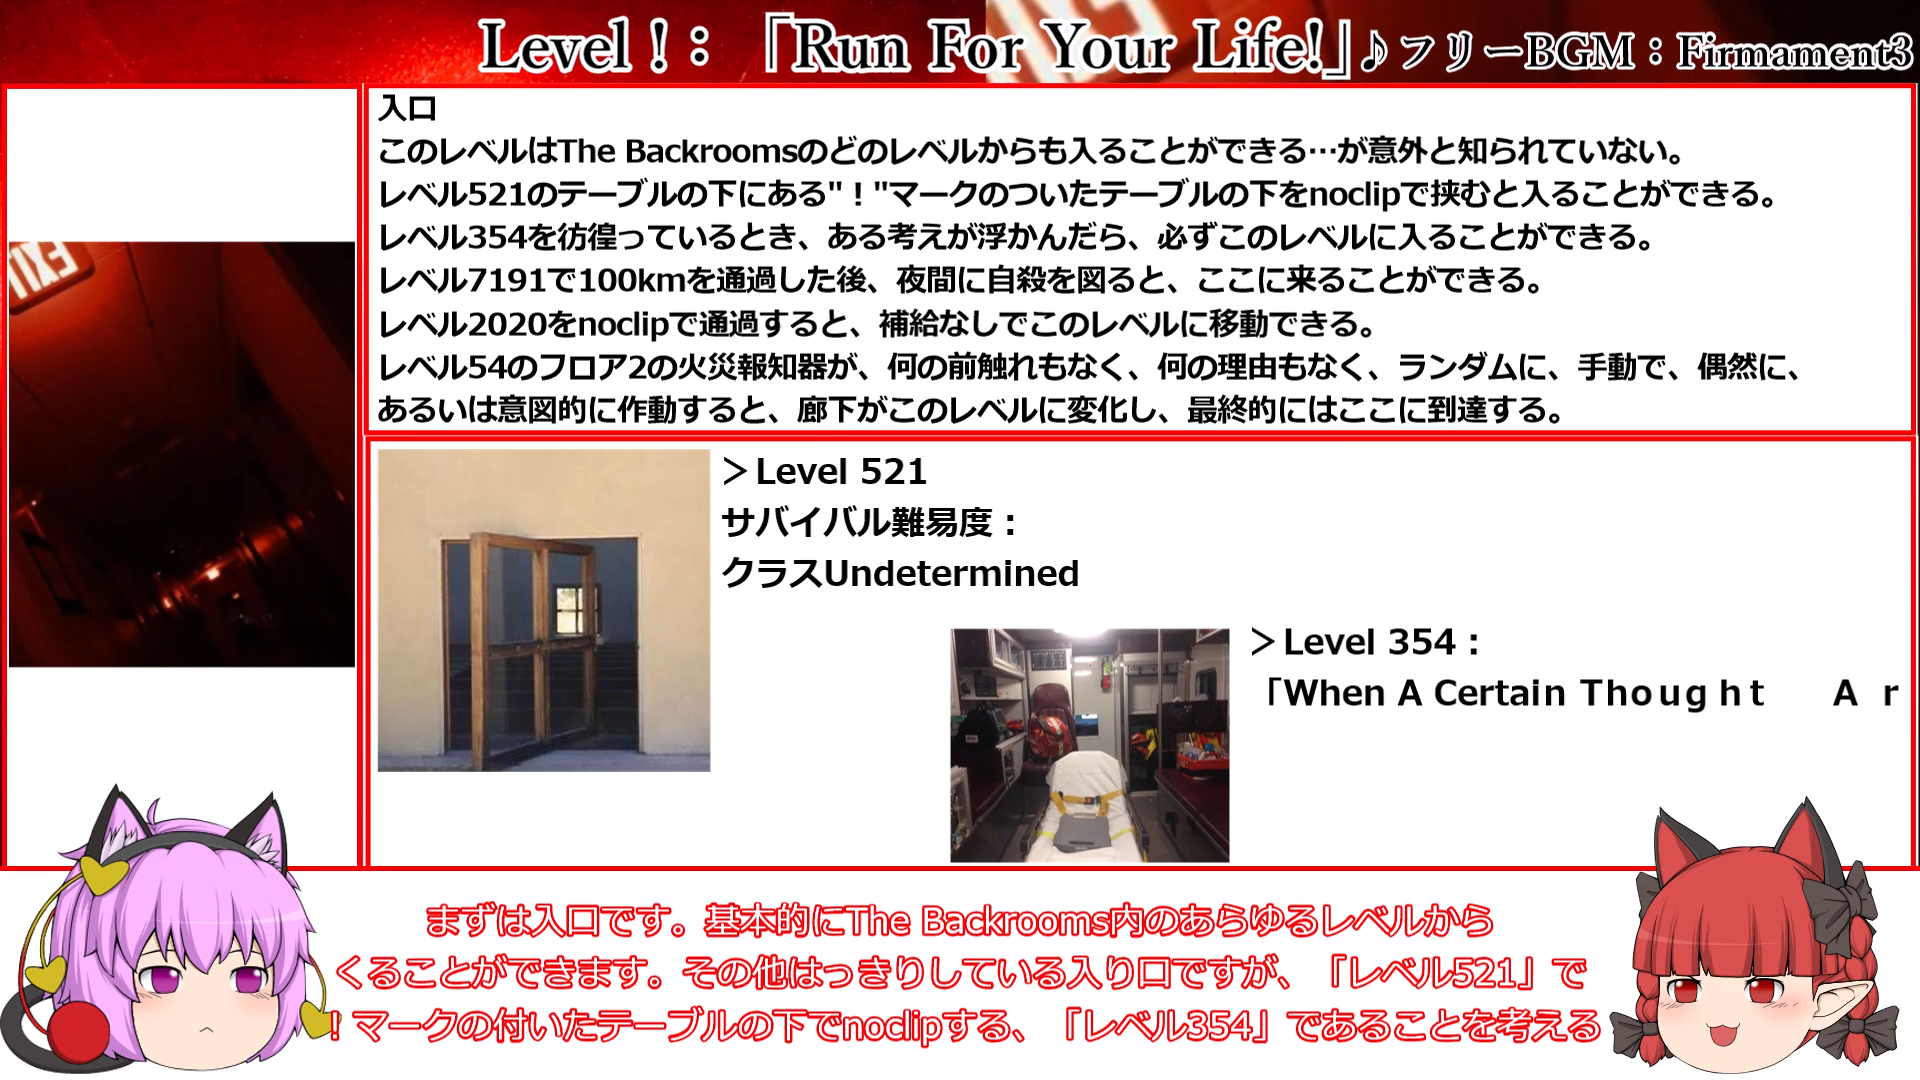 Level！：「Run For Your Life!」♪フリーBGM：Firmament3
EXIT
入口
このレベルはThe Backroomsのどのレベルからも入ることができる…が意外と知られていない。
レベル521のテーブルの下にある"！"マークのついたテーブルの下をnoclipで挟むと入ることができる。
レベル354を彷徨っているとき、ある考えが浮かんだら、必ずこのレベルに入ることができる。
レベル7191で100kmを通過した後、夜間に自殺を図ると、ここに来ることができる。
レベル2020をnoclipで通過すると、補給なしでこのレベルに移動できる。
レベル54のフロア2の火災報知器が、何の前触れもなく、何の理由もなく、ランダムに、手動で、偶然に、
あるいは意図的に作動すると、廊下がこのレベルに変化し、最終的にはここに到達する。
＞Level 521
サバイバル難易度：
クラスUndetermined
＞Level 354：
「When A Certain Thought　A r
まずは入口です。基本的にThe Backrooms内のあらゆるレベルから
くることができます。その他はっきりしている入り口ですが、「レベル521」で
！マークの付いたテーブルの下でnoclipする、「レベル354」であることを考える